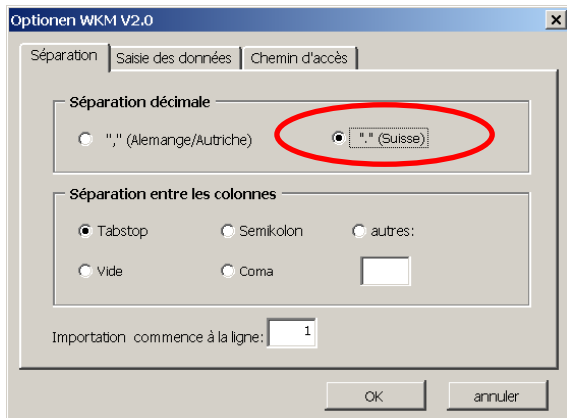 Optionen WKM V2.0
Séparation Saisie des données Chemin d'accès
Séparation décimale
"," (Alemange/Autriche) "." (Suisse)
Séparation entre les colonnes
Tabstop Semikolon autres:
Vide Coma
Importation commence à la ligne: 1
OK annuler